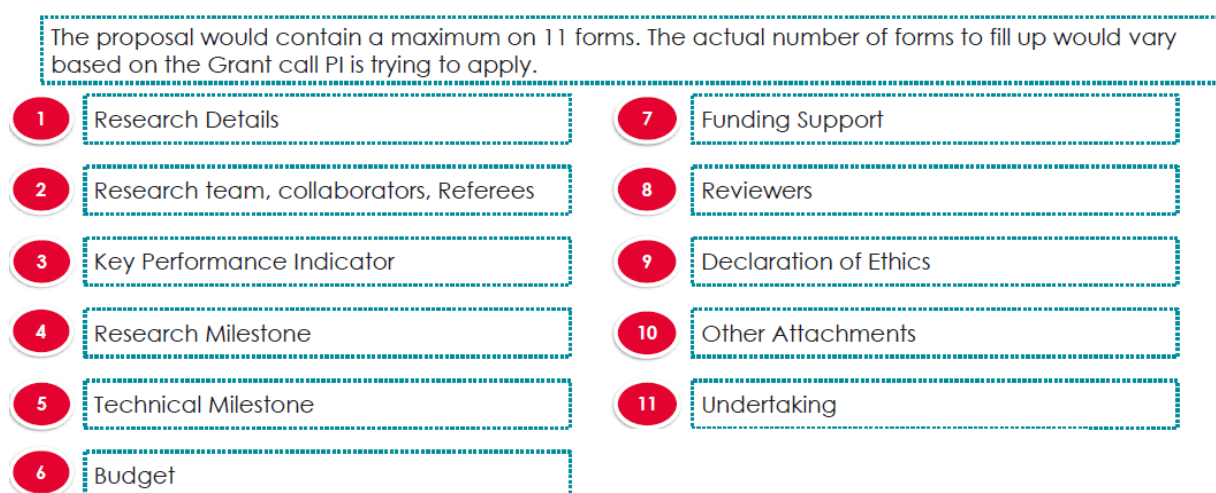 The proposal would contain a maximum on 11 forms. The actual number of forms to fill up would vary
based on the Grant call PI is trying to apply.
1 Research Details
2 Research team, collaborators, Referees
3 Key Performance Indicator
4 Research Milestone
5 Technical Milestone
6 Budget
7 Funding Support
8 Reviewers
9 Declaration of Ethics
10 Other Attachments
11 Undertaking